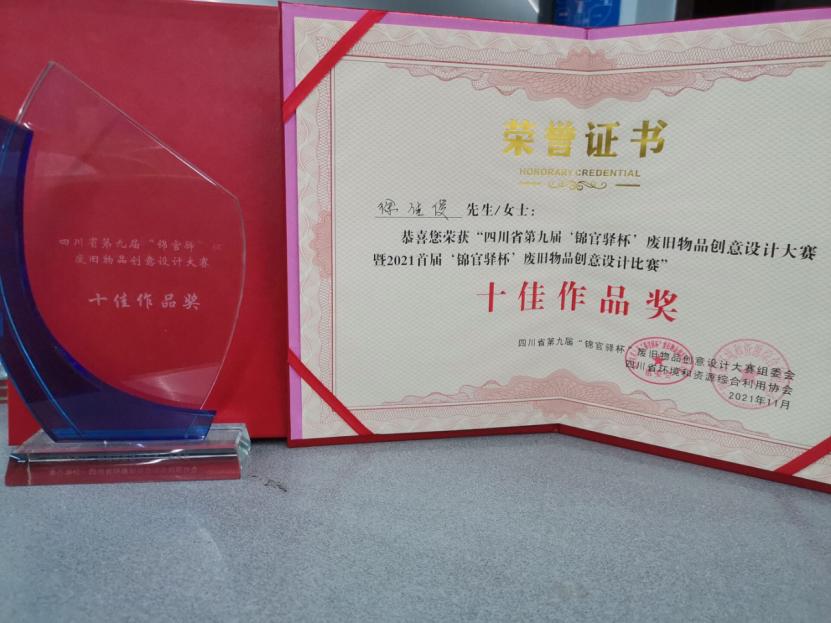 四川省第九届“锦官驿”杯
废旧物品创意设计大赛
十佳作品奖
荣誉证书
HONORARY CREDENTIAL
先生/女士：
恭喜您荣获“四川省第九届‘锦官驿杯’废旧物品创意设计大赛
暨2021首届‘锦官驿杯’废旧物品创意设计比赛”
十佳作品奖
四川省第九届“锦官驿杯”废旧物品创意设计大赛组委会
四川省环境和资源综合利用协会
2021年11月